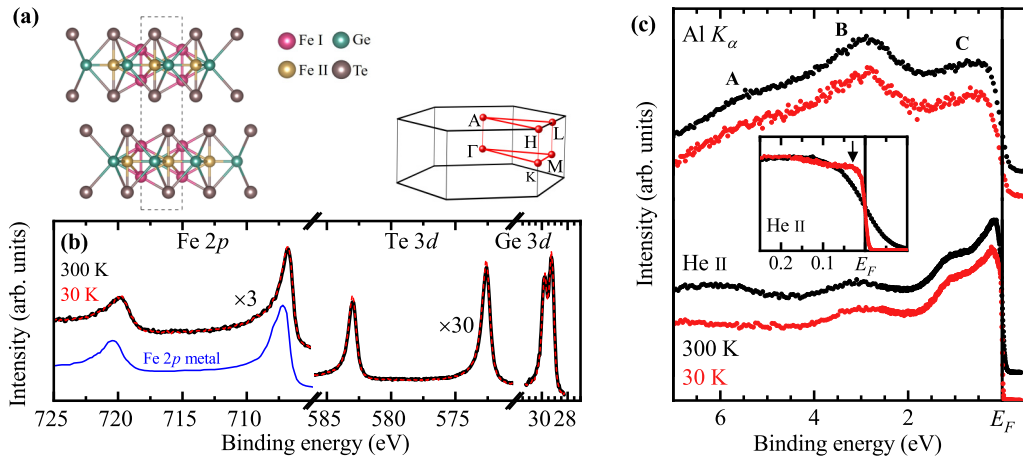 (a)
Fe I
Ge
Fe II
Te
A
L
H
Γ
M
K
(b)
Fe 2p
Te 3d
Ge 3d
300 K
30 K
×3
×30
Fe 2p metal
Intensity (arb. units)
725 720 715 710 585 580 575 30 28
Binding energy (eV)
(c)
Al Kα
B
C
A
Intensity (arb. units)
He II
0.2 0.1 EF
He II
300 K
30 K
6 4 2 EF
Binding energy (eV)